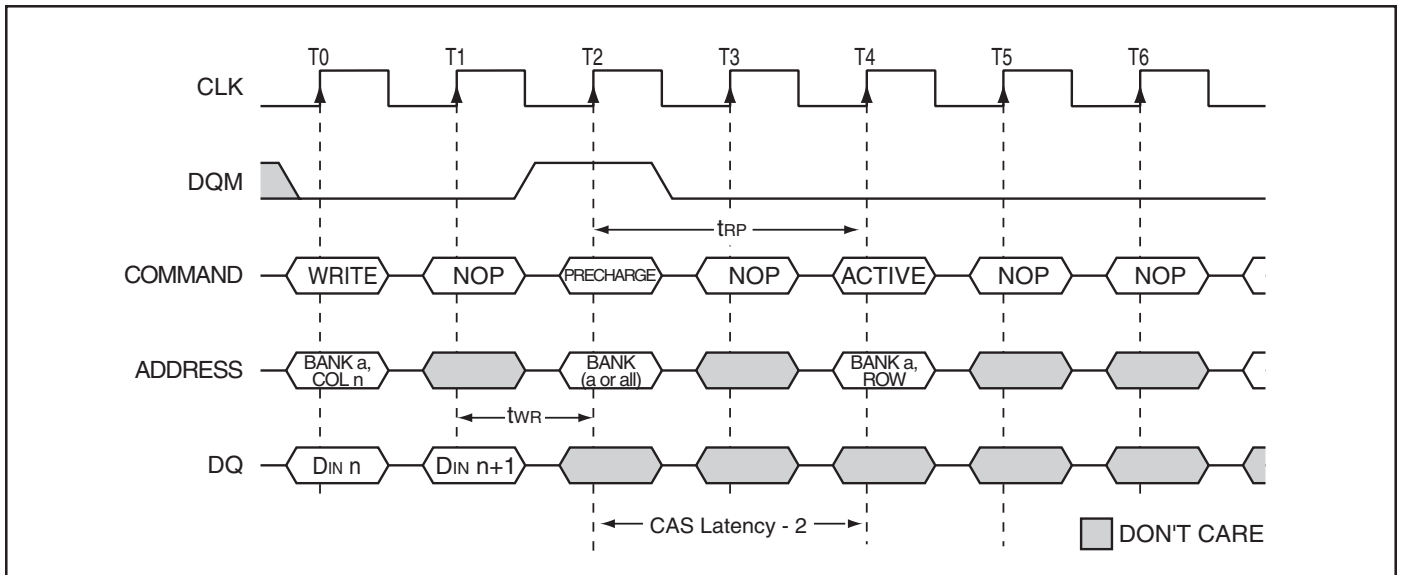 T0 T1 T2 T3 T4 T5 T6
CLK
DQM
tRP
COMMAND WRITE NOP PRECHARGE NOP ACTIVE NOP NOP
ADDRESS BANK a, COL n BANK (a or all) BANK a, ROW
tWR
DQ DIN n DIN n+1
CAS Latency - 2
DON'T CARE